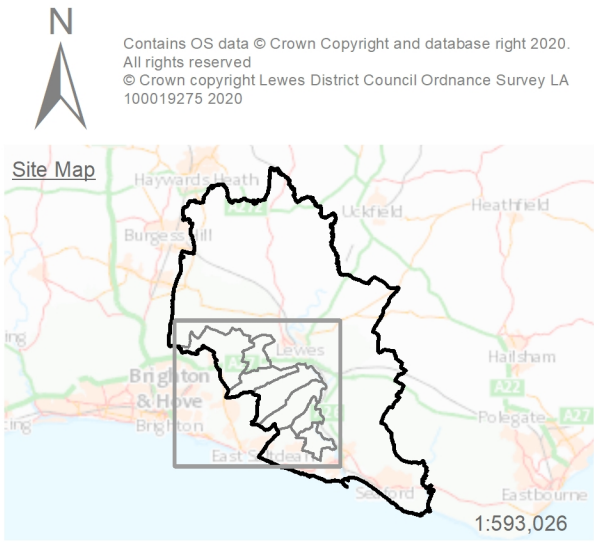 N
Contains OS data © Crown Copyright and database right 2020.
All rights reserved
© Crown copyright Lewes District Council Ordnance Survey LA
100019275 2020
Site Map
Haywards Heath
Uckfield
Heathfield
Burgess Hill
Lewes
Hailsham
Brighton
& Hove
A22
Brighton
Polegate
A27
East Saltdean
Seaford
Eastbourne
1:593,026